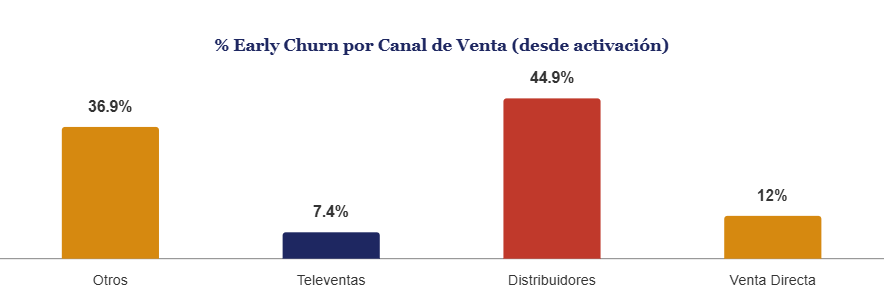 % Early Churn por Canal de Venta (desde activación)
44.9%
36.9%
7.4%
12%
Otros
Televentas
Distribuidores
Venta Directa